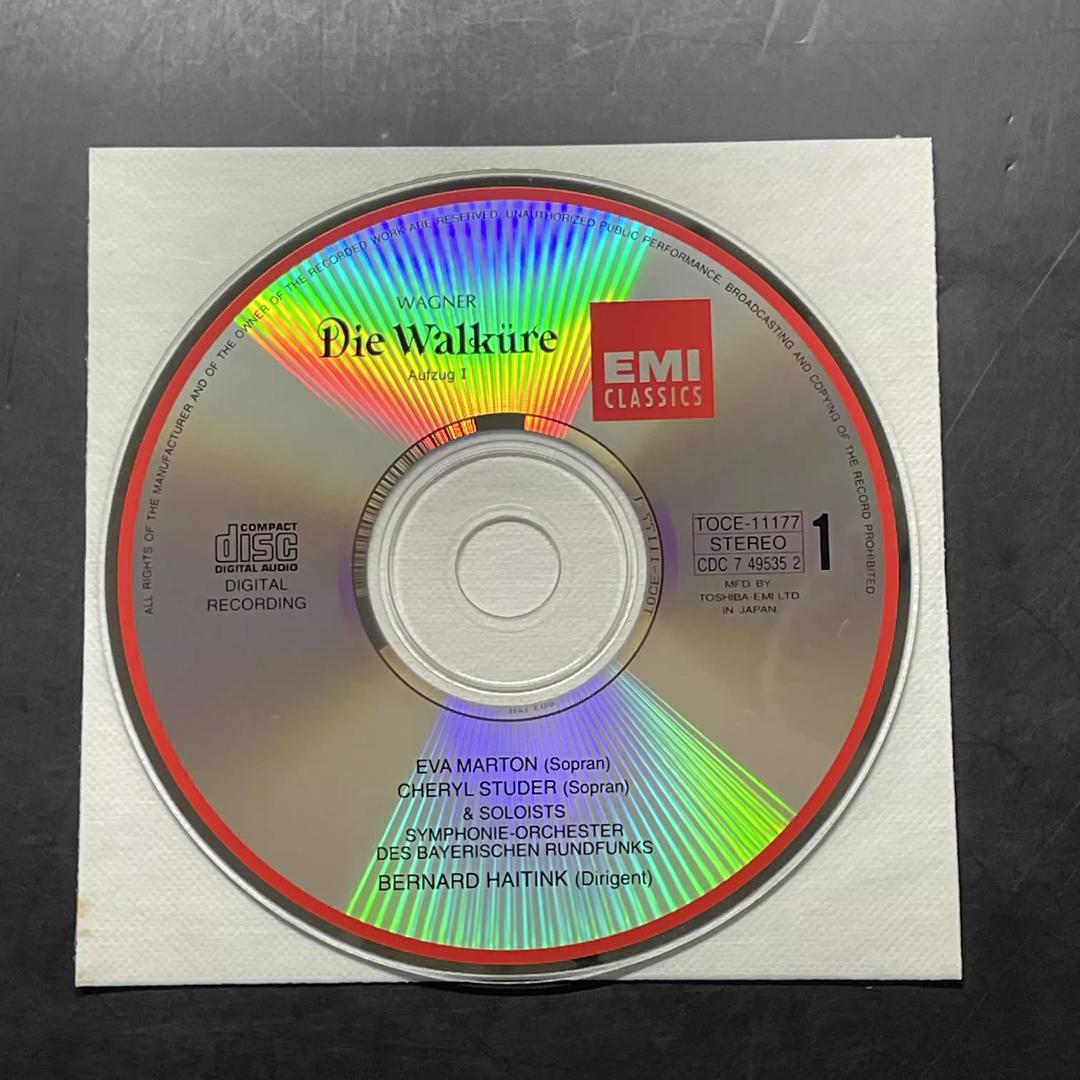 ALL RIGHTS OF THE MANUFACTURER AND OF THE OWNER OF THE RECORDED WORK ARE RESERVED. UNAUTHORIZED PUBLIC PERFORMANCE, BROADCASTING AND COPYING OF THE RECORD PROHIBITED
WAGNER
Die Walküre
Aufzug I
EMI
CLASSICS
COMPACT
disc
DIGITAL AUDIO
DIGITAL
RECORDING
TOCE-11177
STEREO
CDC 7 49535 2
1
MFD. BY
TOSHIBA-EMI LTD.
IN JAPAN.
EVA MARTON (Sopran)
CHERYL STUDER (Sopran)
& SOLOISTS
SYMPHONIE-ORCHESTER
DES BAYERISCHEN RUNDFUNKS
BERNARD HAITINK (Dirigent)